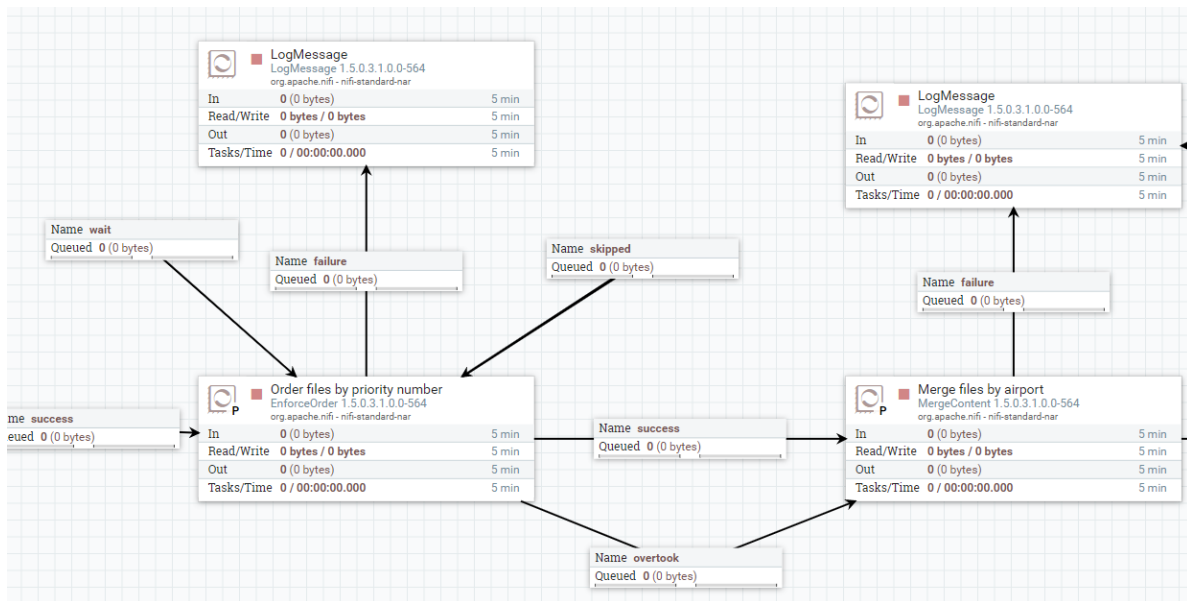 LogMessage
LogMessage 1.5.0.3.1.0.0-564
org.apache.nifi - nifi-standard-nar
In 0 (0 bytes) 5 min
Read/Write 0 bytes / 0 bytes 5 min
Out 0 (0 bytes) 5 min
Tasks/Time 0 / 00:00:00.000 5 min
LogMessage
LogMessage 1.5.0.3.1.0.0-564
org.apache.nifi - nifi-standard-nar
In 0 (0 bytes) 5 min
Read/Write 0 bytes / 0 bytes 5 min
Out 0 (0 bytes) 5 min
Tasks/Time 0 / 00:00:00.000 5 min
Name wait
Queued 0 (0 bytes)
Name failure
Queued 0 (0 bytes)
Name skipped
Queued 0 (0 bytes)
Name failure
Queued 0 (0 bytes)
me success
eued 0 (0 bytes)
P
Order files by priority number
EnforceOrder 1.5.0.3.1.0.0-564
org.apache.nifi - nifi-standard-nar
In 0 (0 bytes) 5 min
Read/Write 0 bytes / 0 bytes 5 min
Out 0 (0 bytes) 5 min
Tasks/Time 0 / 00:00:00.000 5 min
Name success
Queued 0 (0 bytes)
P
Merge files by airport
MergeContent 1.5.0.3.1.0.0-564
org.apache.nifi - nifi-standard-nar
In 0 (0 bytes) 5 min
Read/Write 0 bytes / 0 bytes 5 min
Out 0 (0 bytes) 5 min
Tasks/Time 0 / 00:00:00.000 5 min
Name overtook
Queued 0 (0 bytes)